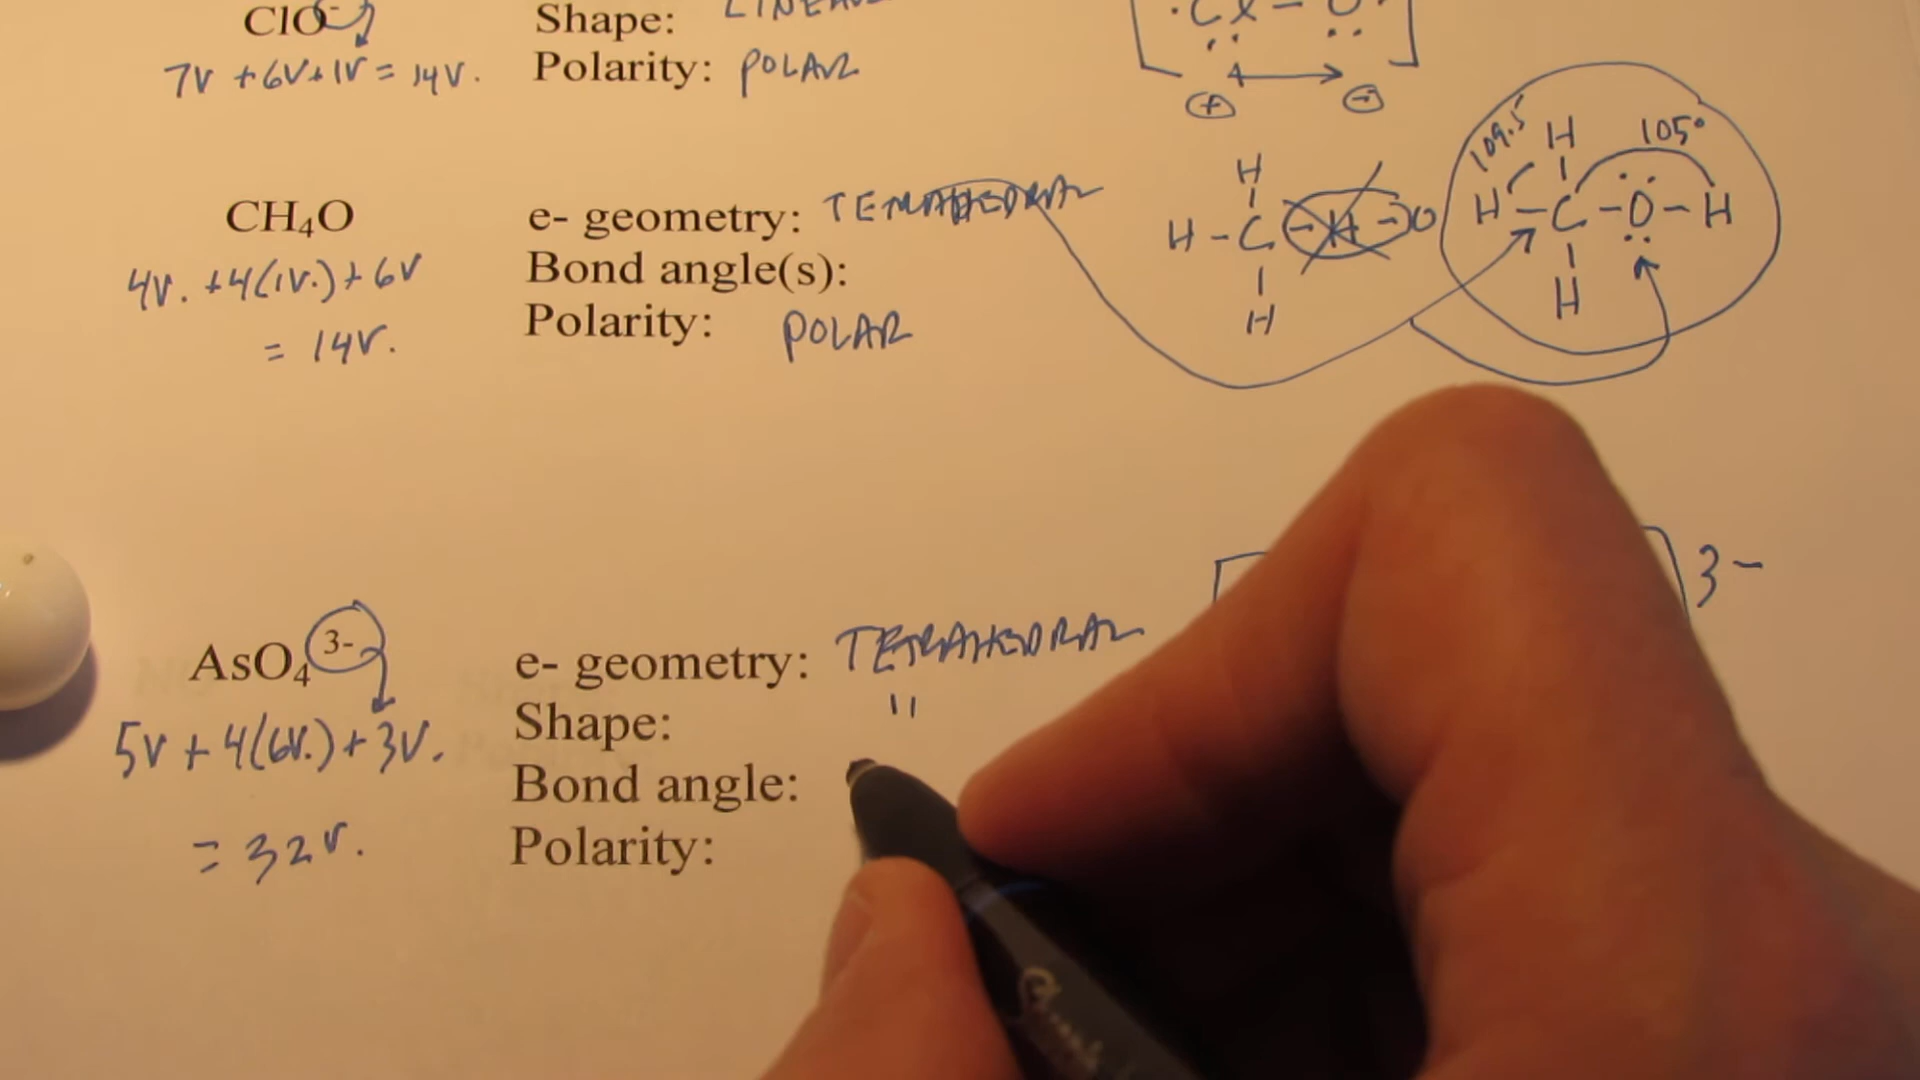 ClO-
Shape: LINEAR
7V + 6V + 1V = 14V.
Polarity: POLAR
+ -
CH4O
4V. + 4(1V.) + 6V
= 14V.
e- geometry: TETRAHEDRAL
Bond angle(s):
Polarity: POLAR
H
H - C - H - O
H
109.5 H 105°
H - C - O - H
H
AsO4 3-
5V + 4(6V.) + 3V.
= 32V.
e- geometry: TETRAHEDRAL
Shape: "
Bond angle:
Polarity:
3-